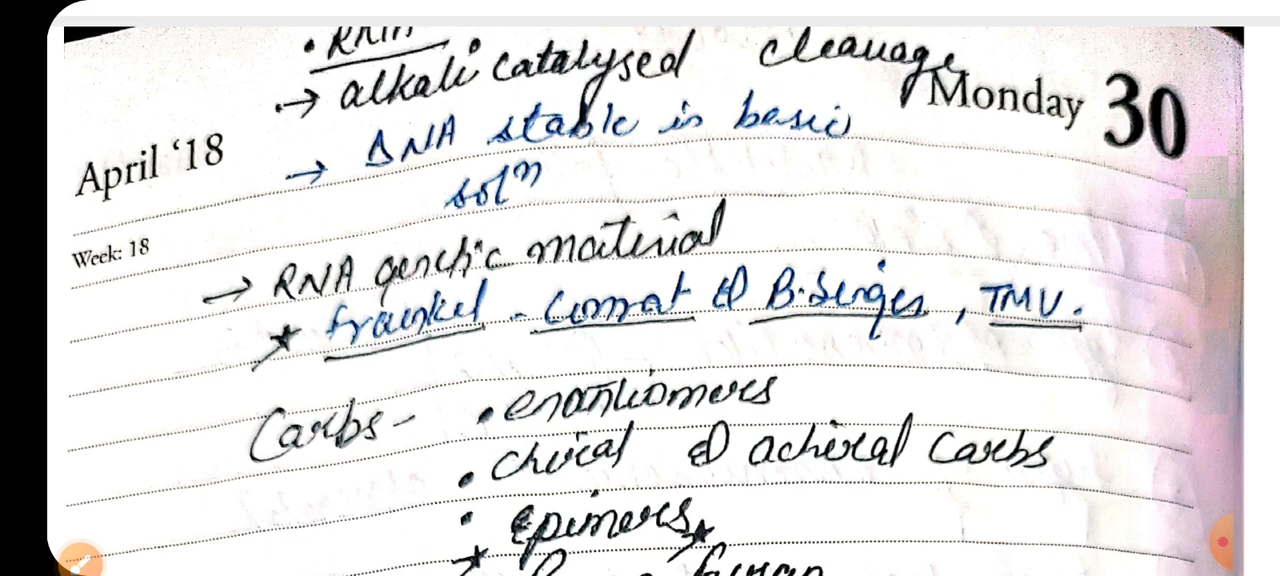 → alkali catalysed cleavage
Monday 30
April ‘18
→ DNA stable in basic
solⁿ
Week: 18
→ RNA genetic material
★ fraenkel - Conrat & B. Singer, TMV.
Carbs - • enantiomers
• chiral & achiral carbs
• Epimers